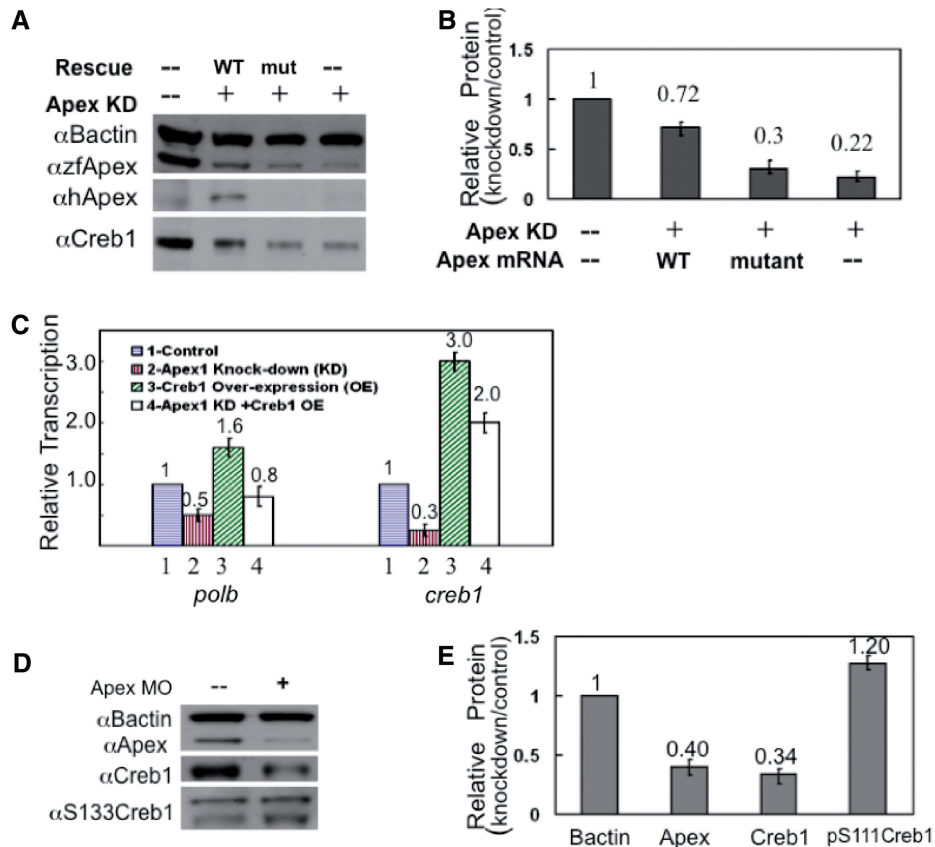 A
Rescue -- WT mut --
Apex KD -- + + +
αBactin
αzfApex
αhApex
αCreb1
B
Relative Protein
(knockdown/control)
1.5
1
0.5
0
1
0.72
0.3
0.22
Apex KD -- + + +
Apex mRNA -- WT mutant --
C
Relative Transcription
3.0
2.0
1.0
1-Control
2-Apex1 Knock-down (KD)
3-Creb1 Over-expression (OE)
4-Apex1 KD +Creb1 OE
1
0.5
1.6
0.8
1
0.3
3.0
2.0
1 2 3 4 1 2 3 4
polb creb1
D
Apex MO -- +
αBactin
αApex
αCreb1
αS133Creb1
E
Relative Protein
(knockdown/control)
1.5
1
0.5
0
1
0.40
0.34
1.20
Bactin Apex Creb1 pS111Creb1